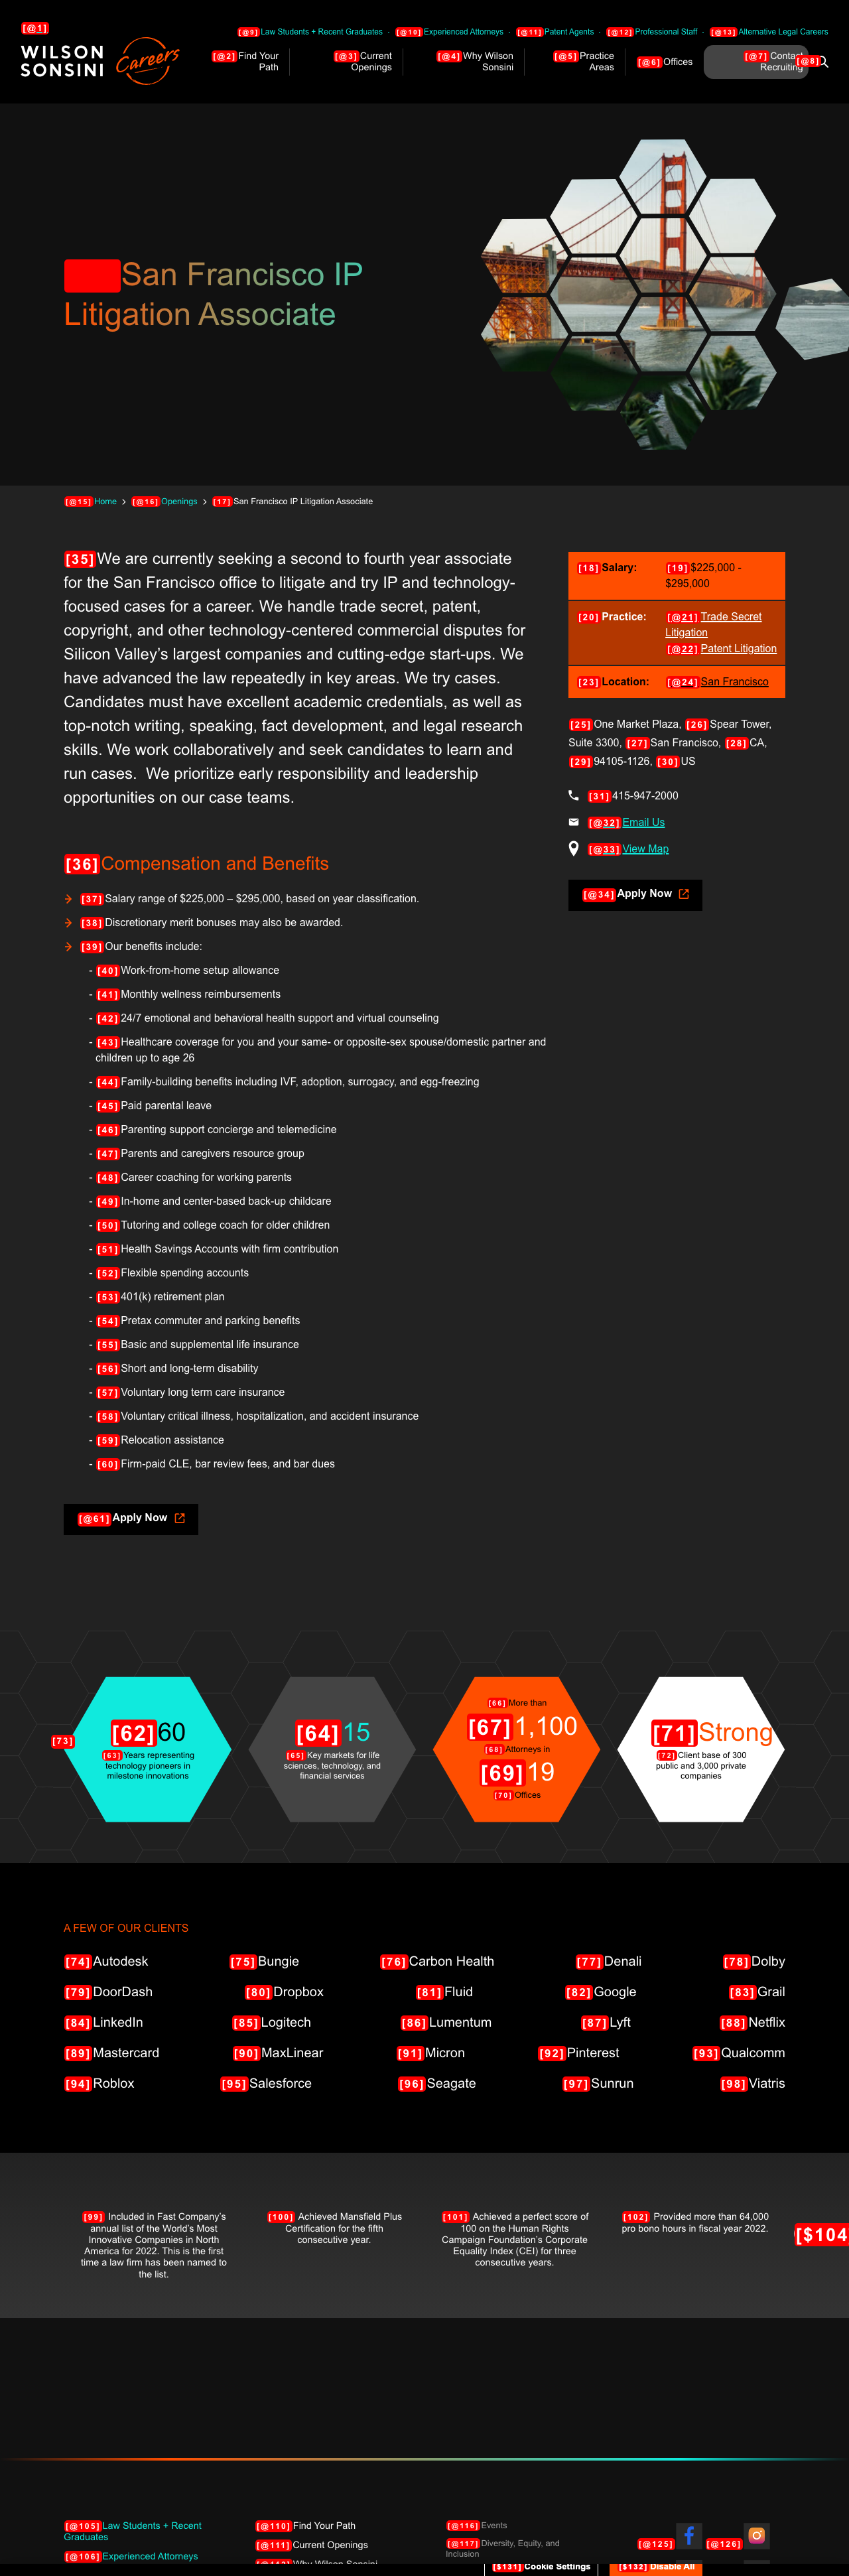 [@1]
WILSON
SONSINI
Careers
[@9] Law Students + Recent Graduates · [@10] Experienced Attorneys · [@11] Patent Agents · [@12] Professional Staff · [@13] Alternative Legal Careers
[@2] Find Your Path
[@3] Current Openings
[@4] Why Wilson Sonsini
[@5] Practice Areas
[@6] Offices
[@7] Contact Recruiting
[@8]
San Francisco IP
Litigation Associate
[@15] Home > [@16] Openings > [17] San Francisco IP Litigation Associate
[35] We are currently seeking a second to fourth year associate
for the San Francisco office to litigate and try IP and technology-
focused cases for a career. We handle trade secret, patent,
copyright, and other technology-centered commercial disputes for
Silicon Valley's largest companies and cutting-edge start-ups. We
have advanced the law repeatedly in key areas. We try cases.
Candidates must have excellent academic credentials, as well as
top-notch writing, speaking, fact development, and legal research
skills. We work collaboratively and seek candidates to learn and
run cases. We prioritize early responsibility and leadership
opportunities on our case teams.
[18] Salary: [19] $225,000 -
$295,000
[20] Practice: [@21] Trade Secret
Litigation
[@22] Patent Litigation
[23] Location: [@24] San Francisco
[25] One Market Plaza, [26] Spear Tower,
Suite 3300, [27] San Francisco, [28] CA,
[29] 94105-1126, [30] US
[31] 415-947-2000
[@32] Email Us
[@33] View Map
[@34] Apply Now
[36] Compensation and Benefits
[37] Salary range of $225,000 – $295,000, based on year classification.
[38] Discretionary merit bonuses may also be awarded.
[39] Our benefits include:
- [40] Work-from-home setup allowance
- [41] Monthly wellness reimbursements
- [42] 24/7 emotional and behavioral health support and virtual counseling
- [43] Healthcare coverage for you and your same- or opposite-sex spouse/domestic partner and
children up to age 26
- [44] Family-building benefits including IVF, adoption, surrogacy, and egg-freezing
- [45] Paid parental leave
- [46] Parenting support concierge and telemedicine
- [47] Parents and caregivers resource group
- [48] Career coaching for working parents
- [49] In-home and center-based back-up childcare
- [50] Tutoring and college coach for older children
- [51] Health Savings Accounts with firm contribution
- [52] Flexible spending accounts
- [53] 401(k) retirement plan
- [54] Pretax commuter and parking benefits
- [55] Basic and supplemental life insurance
- [56] Short and long-term disability
- [57] Voluntary long term care insurance
- [58] Voluntary critical illness, hospitalization, and accident insurance
- [59] Relocation assistance
- [60] Firm-paid CLE, bar review fees, and bar dues
[@61] Apply Now
[73]
[62] 60
[63] Years representing
technology pioneers in
milestone innovations
[64] 15
[65] Key markets for life
sciences, technology, and
financial services
[66] More than
[67] 1,100
[68] Attorneys in
[69] 19
[70] Offices
[71] Strong
[72] Client base of 300
public and 3,000 private
companies
A FEW OF OUR CLIENTS
[74] Autodesk [75] Bungie [76] Carbon Health [77] Denali [78] Dolby
[79] DoorDash [80] Dropbox [81] Fluid [82] Google [83] Grail
[84] LinkedIn [85] Logitech [86] Lumentum [87] Lyft [88] Netflix
[89] Mastercard [90] MaxLinear [91] Micron [92] Pinterest [93] Qualcomm
[94] Roblox [95] Salesforce [96] Seagate [97] Sunrun [98] Viatris
[99] Included in Fast Company's
annual list of the World's Most
Innovative Companies in North
America for 2022. This is the first
time a law firm has been named to
the list.
[100] Achieved Mansfield Plus
Certification for the fifth
consecutive year.
[101] Achieved a perfect score of
100 on the Human Rights
Campaign Foundation's Corporate
Equality Index (CEI) for three
consecutive years.
[102] Provided more than 64,000
pro bono hours in fiscal year 2022.
[$104
[@105] Law Students + Recent
Graduates
[@106] Experienced Attorneys
[@110] Find Your Path
[@111] Current Openings
Why Wilson Sonsini
[@116] Events
[@117] Diversity, Equity, and
Inclusion
[@125] [@126]
[$131] Cookie Settings [$132] Disable All